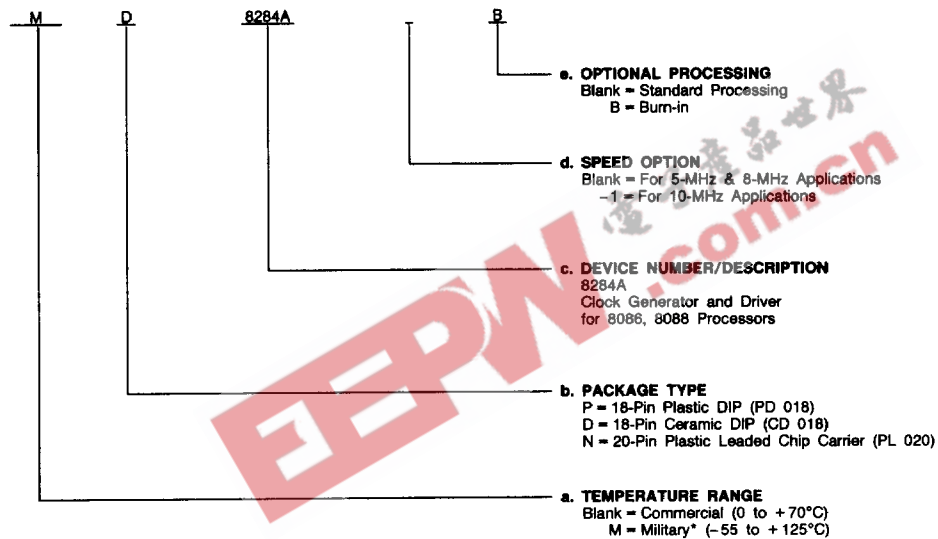 M D 8284A - B
e. OPTIONAL PROCESSING
Blank = Standard Processing
B = Burn-in
d. SPEED OPTION
Blank = For 5-MHz & 8-MHz Applications
-1 = For 10-MHz Applications
c. DEVICE NUMBER/DESCRIPTION
8284A
Clock Generator and Driver
for 8086, 8088 Processors
b. PACKAGE TYPE
P = 18-Pin Plastic DIP (PD 018)
D = 18-Pin Ceramic DIP (CD 018)
N = 20-Pin Plastic Leaded Chip Carrier (PL 020)
a. TEMPERATURE RANGE
Blank = Commercial (0 to +70°C)
M = Military* (-55 to +125°C)
EEPW.com.cn
電子產品世界